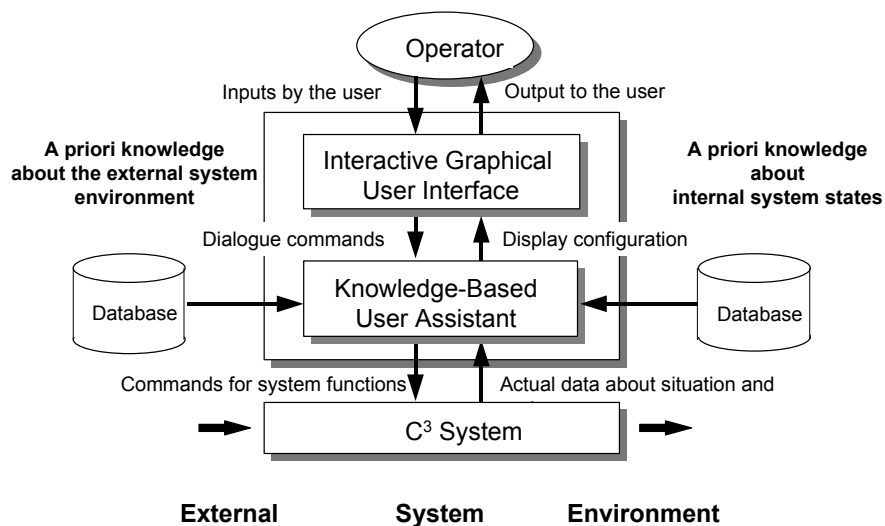 Operator
Inputs by the user
Output to the user
A priori knowledge
about the external system
environment
Interactive Graphical
User Interface
A priori knowledge
about
internal system states
Dialogue commands
Display configuration
Database
Knowledge-Based
User Assistant
Database
Commands for system functions
Actual data about situation and
C³ System
External System Environment